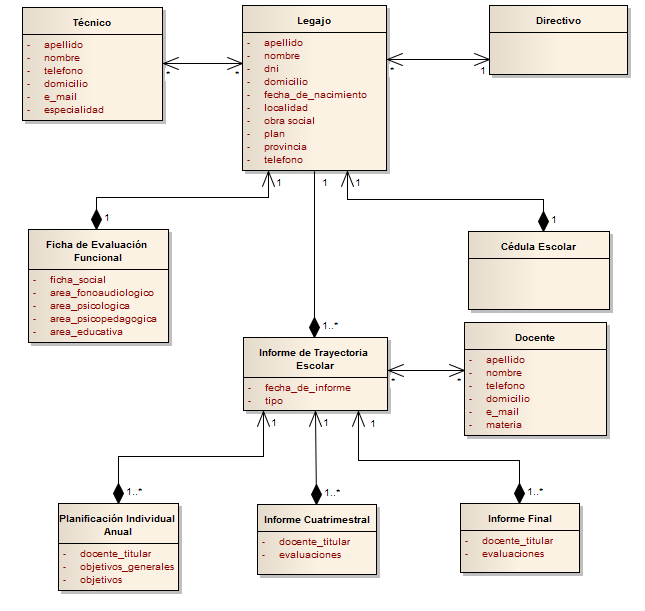 Técnico
- apellido
- nombre
- telefono
- domicilio
- e_mail
- especialidad
*
*
Legajo
- apellido
- nombre
- dni
- domicilio
- fecha_de_nacimiento
- localidad
- obra social
- plan
- provincia
- telefono
*
1
Directivo
1
1
1
1
1
Ficha de Evaluación
Funcional
- ficha_social
- area_fonoaudiologico
- area_psicologica
- area_psicopedagogica
- area_educativa
Cédula Escolar
1..*
Informe de Trayectoria
Escolar
- fecha_de_informe
- tipo
*
*
Docente
- apellido
- nombre
- telefono
- domicilio
- e_mail
- materia
1
1
1
1..*
1..*
1..*
Planificación Individual
Anual
- docente_titular
- objetivos_generales
- objetivos
Informe Cuatrimestral
- docente_titular
- evaluaciones
Informe Final
- docente_titular
- evaluaciones